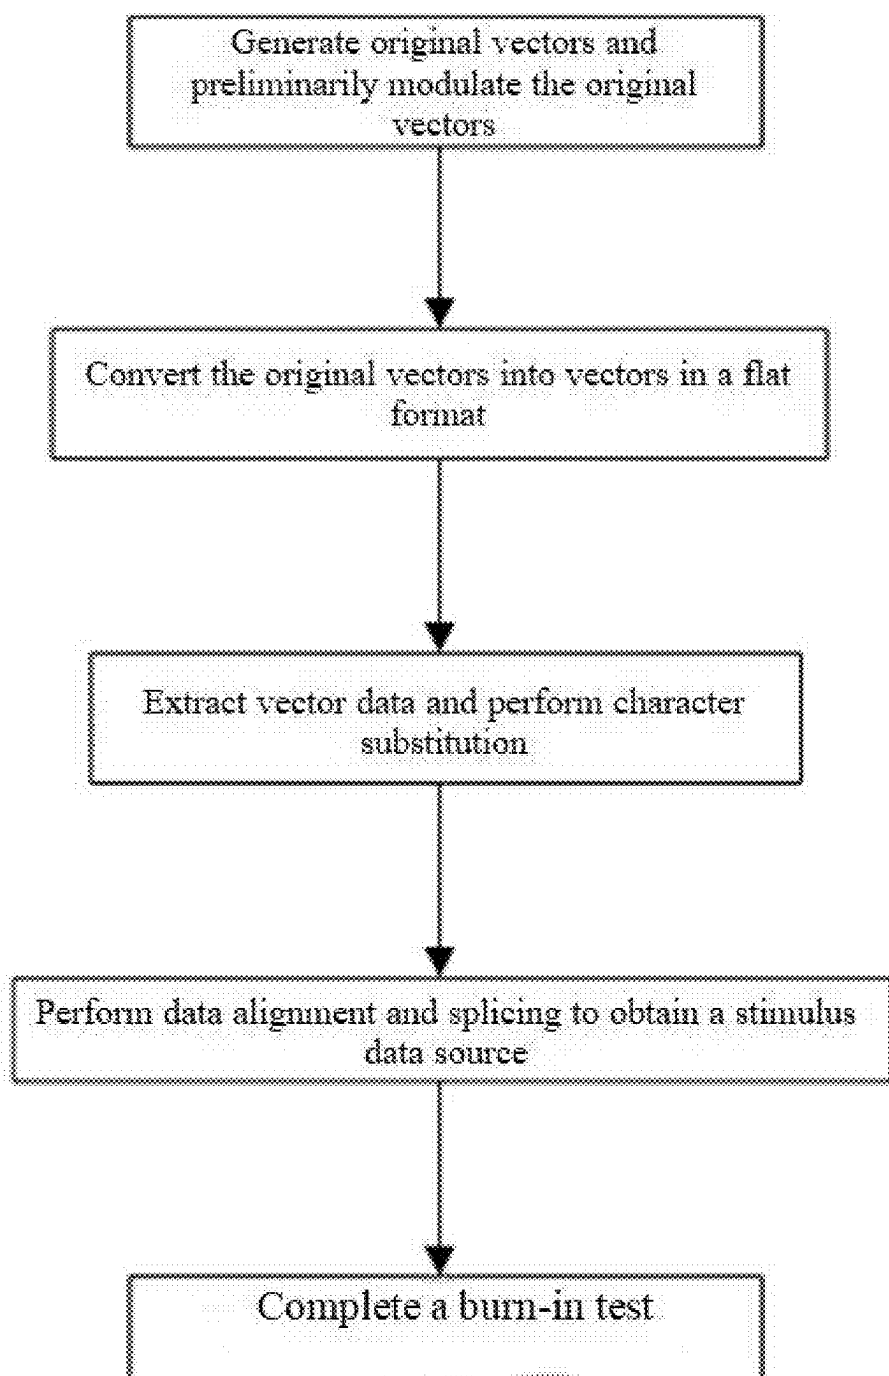 Generate original vectors and
preliminarily modulate the original
vectors
Convert the original vectors into vectors in a flat
format
Extract vector data and perform character
substitution
Perform data alignment and splicing to obtain a stimulus
data source
Complete a burn-in test